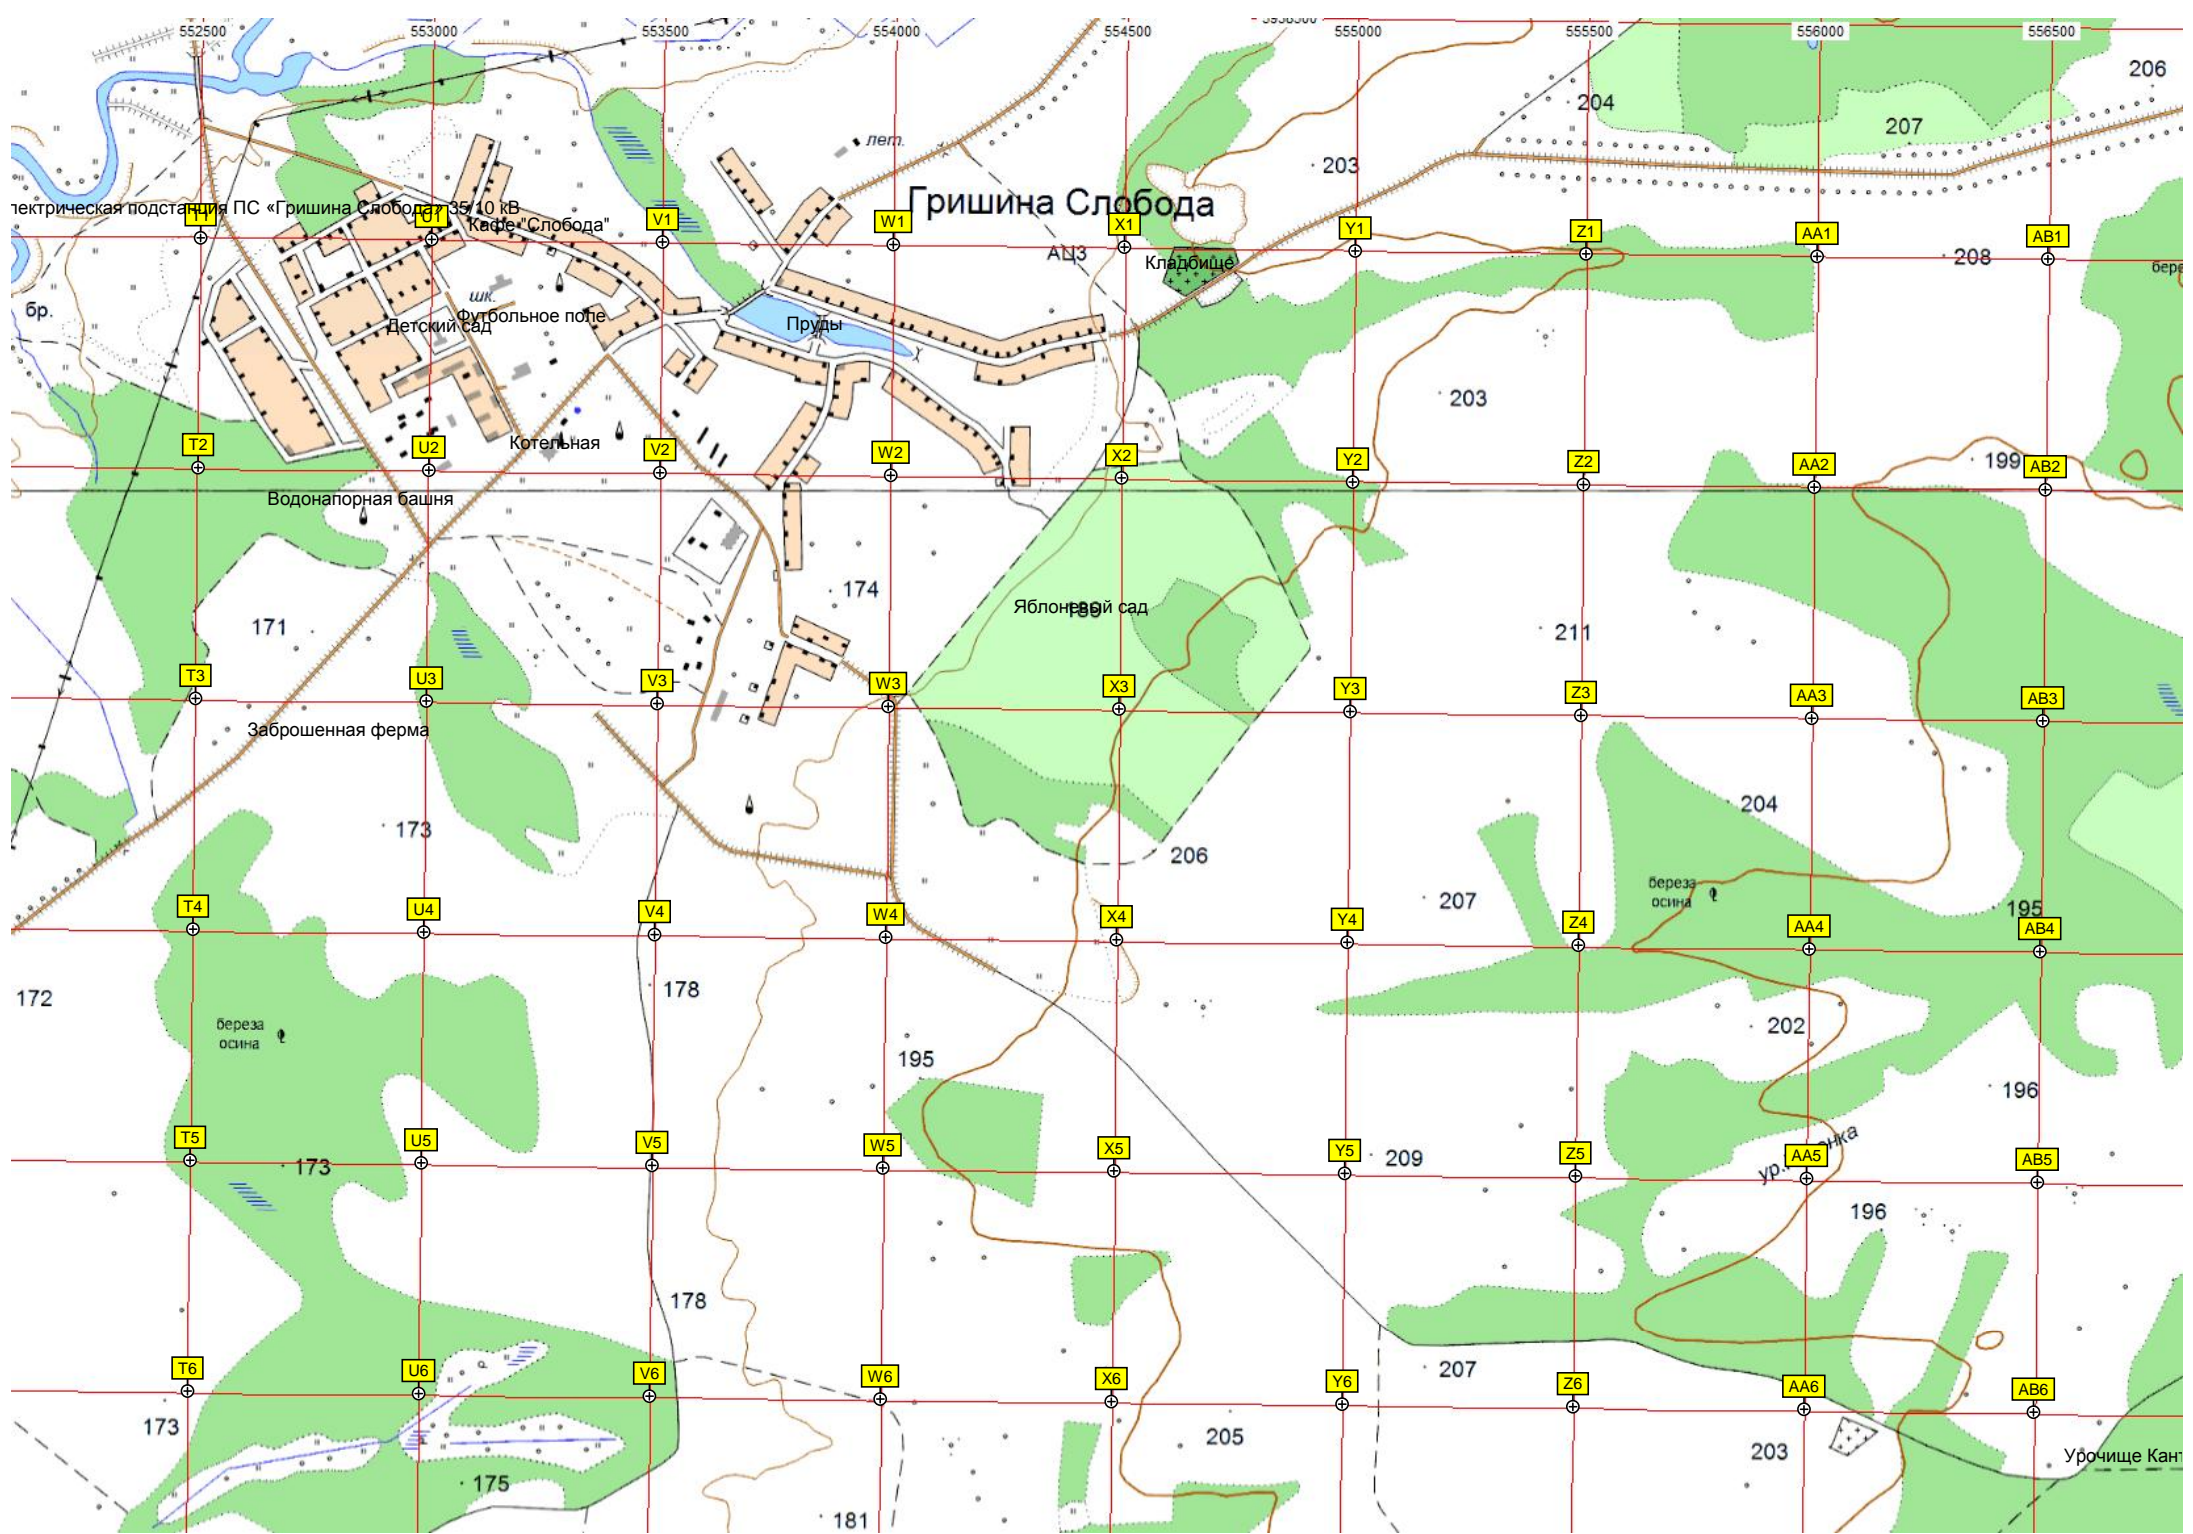 5958500
552500 553000 553500 554000 554500 555000 555500 556000 556500
206
204
207
лет.
203
Гришина Слобода
лектрическая подстанция ПС «Гришина Слобода» 35/10 кВ
Кафе"Слобода"
U1 V1 W1 X1 Y1 Z1 AA1 AB1
АЦЗ
Кладбище
208
бере
шк.
бр.
Футбольное поле
Детский сад
Пруды
203
Котельная
T2 U2 V2 W2 X2 Y2 Z2 AA2 AB2
199
Водонапорная башня
174
Яблоневый сад
171
211
T3 U3 V3 W3 X3 Y3 Z3 AA3 AB3
Заброшенная ферма
173
204
206
береза
осина
207
195
T4 U4 V4 W4 X4 Y4 Z4 AA4 AB4
172
178
202
береза
осина
195
196
T5 U5 V5 W5 X5 Y5 Z5 AA5 AB5
173
209
ур.
196
178
207
T6 U6 V6 W6 X6 Y6 Z6 AA6 AB6
173
205
203
Урочище Кант
175
181